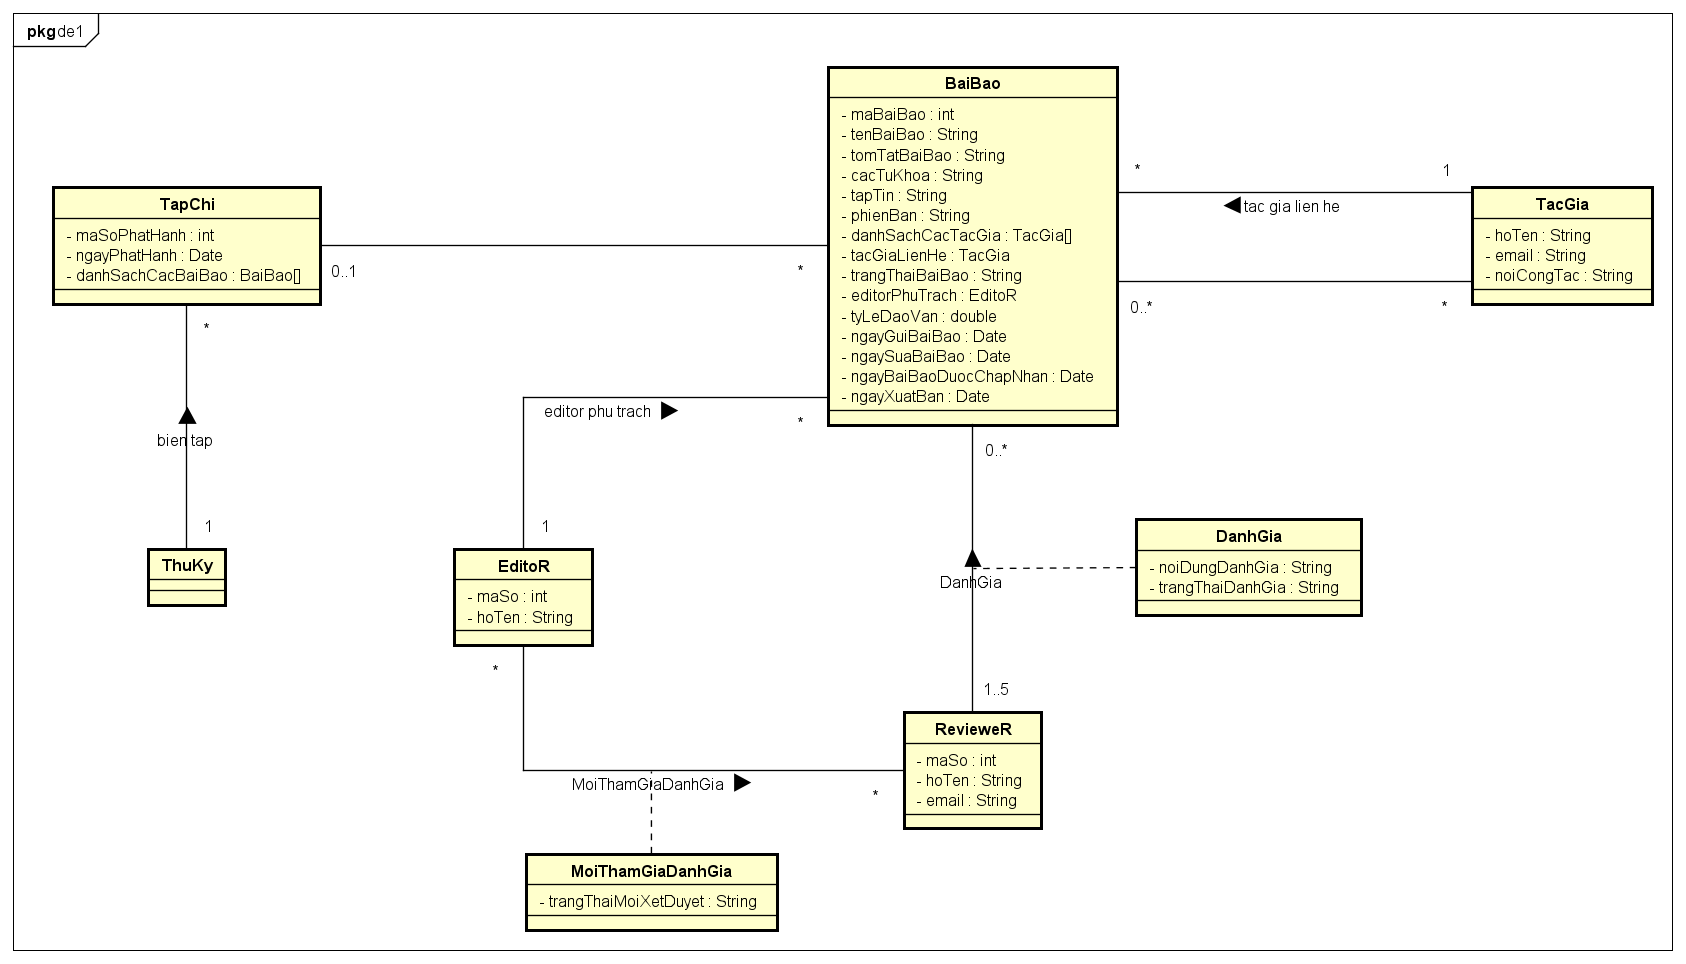 pkg de1
BaiBao
- maBaiBao : int
- tenBaiBao : String
- tomTatBaiBao : String
- cacTuKhoa : String
- tapTin : String
- phienBan : String
- danhSachCacTacGia : TacGia[]
- tacGiaLienHe : TacGia
- trangThaiBaiBao : String
- editorPhuTrach : EditoR
- tyLeDaoVan : double
- ngayGuiBaiBao : Date
- ngaySuaBaiBao : Date
- ngayBaiBaoDuocChapNhan : Date
- ngayXuatBan : Date
TapChi
- maSoPhatHanh : int
- ngayPhatHanh : Date
- danhSachCacBaiBao : BaiBao[]
0..1
*
*
1
tac gia lien he
TacGia
- hoTen : String
- email : String
- noiCongTac : String
0..*
*
*
bien tap
1
ThuKy
editor phu trach
*
1
EditoR
- maSo : int
- hoTen : String
0..*
DanhGia
1..5
DanhGia
- noiDungDanhGia : String
- trangThaiDanhGia : String
*
MoiThamGiaDanhGia
*
RevieweR
- maSo : int
- hoTen : String
- email : String
MoiThamGiaDanhGia
- trangThaiMoiXetDuyet : String